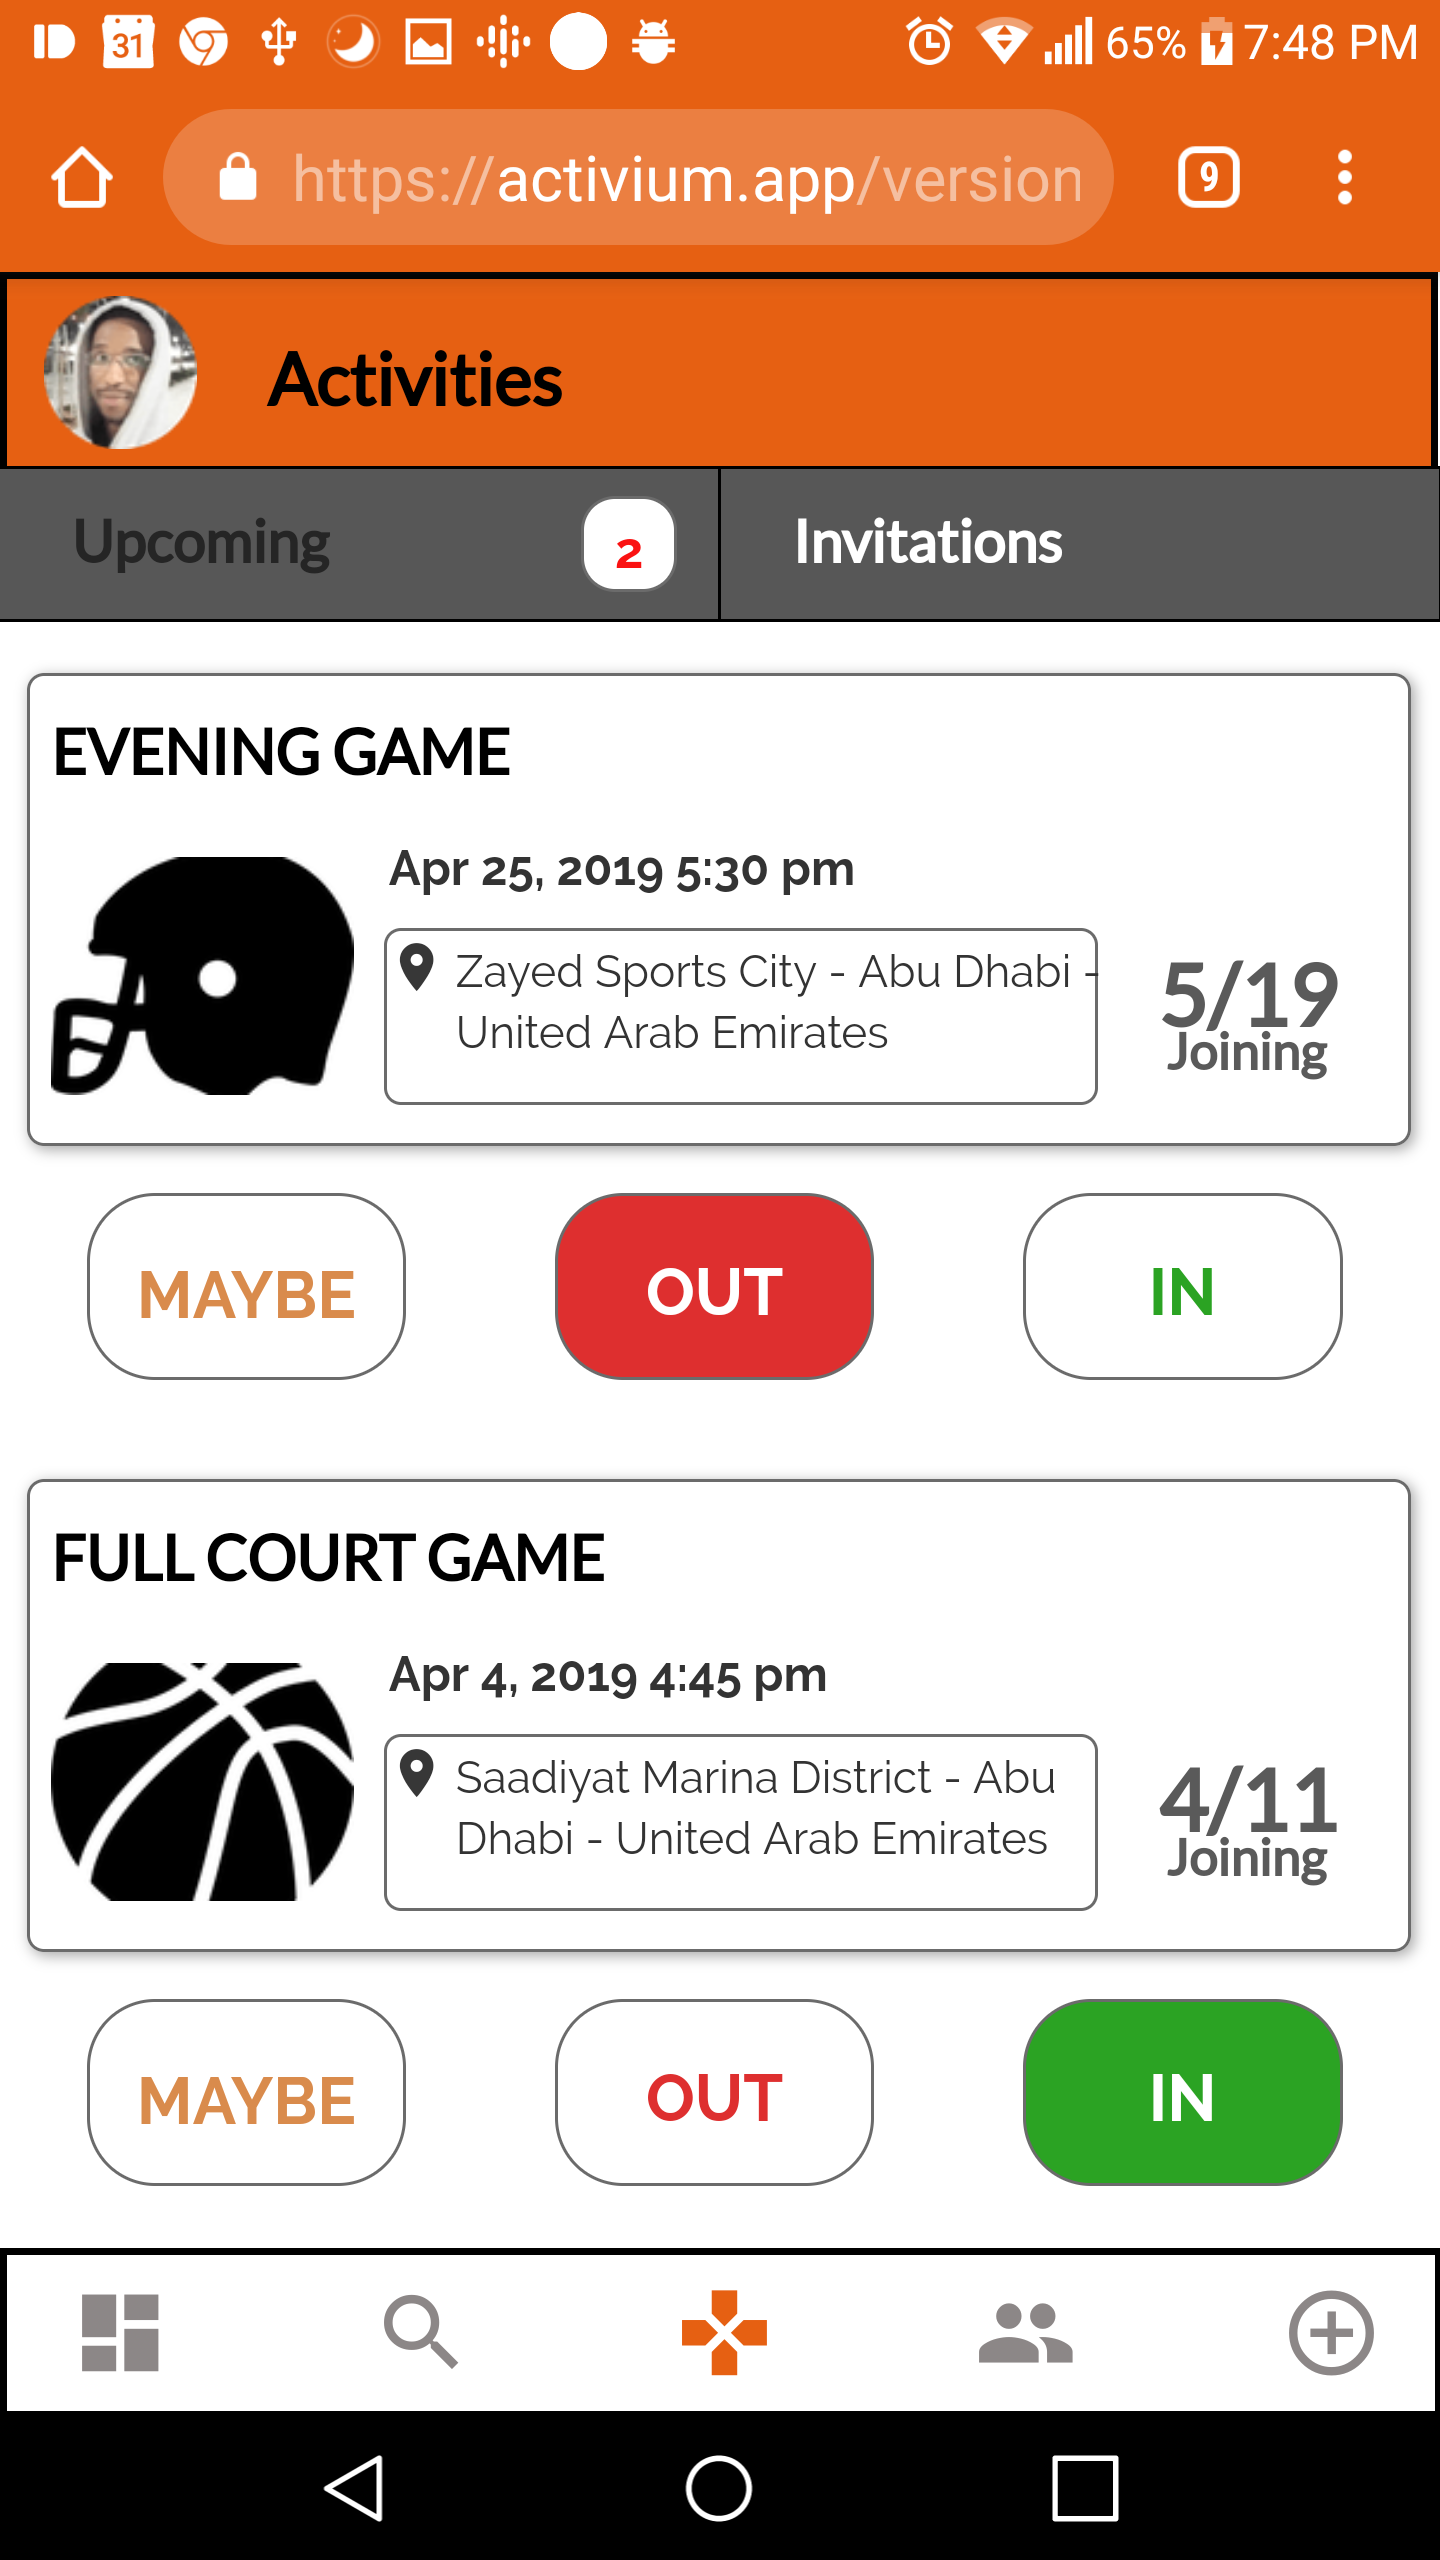 31
65% 7:48 PM
https://activium.app/version
9
Activities
Upcoming 2 Invitations
EVENING GAME
Apr 25, 2019 5:30 pm
Zayed Sports City - Abu Dhabi -
United Arab Emirates
5/19
Joining
MAYBE OUT IN
FULL COURT GAME
Apr 4, 2019 4:45 pm
Saadiyat Marina District - Abu
Dhabi - United Arab Emirates
4/11
Joining
MAYBE OUT IN